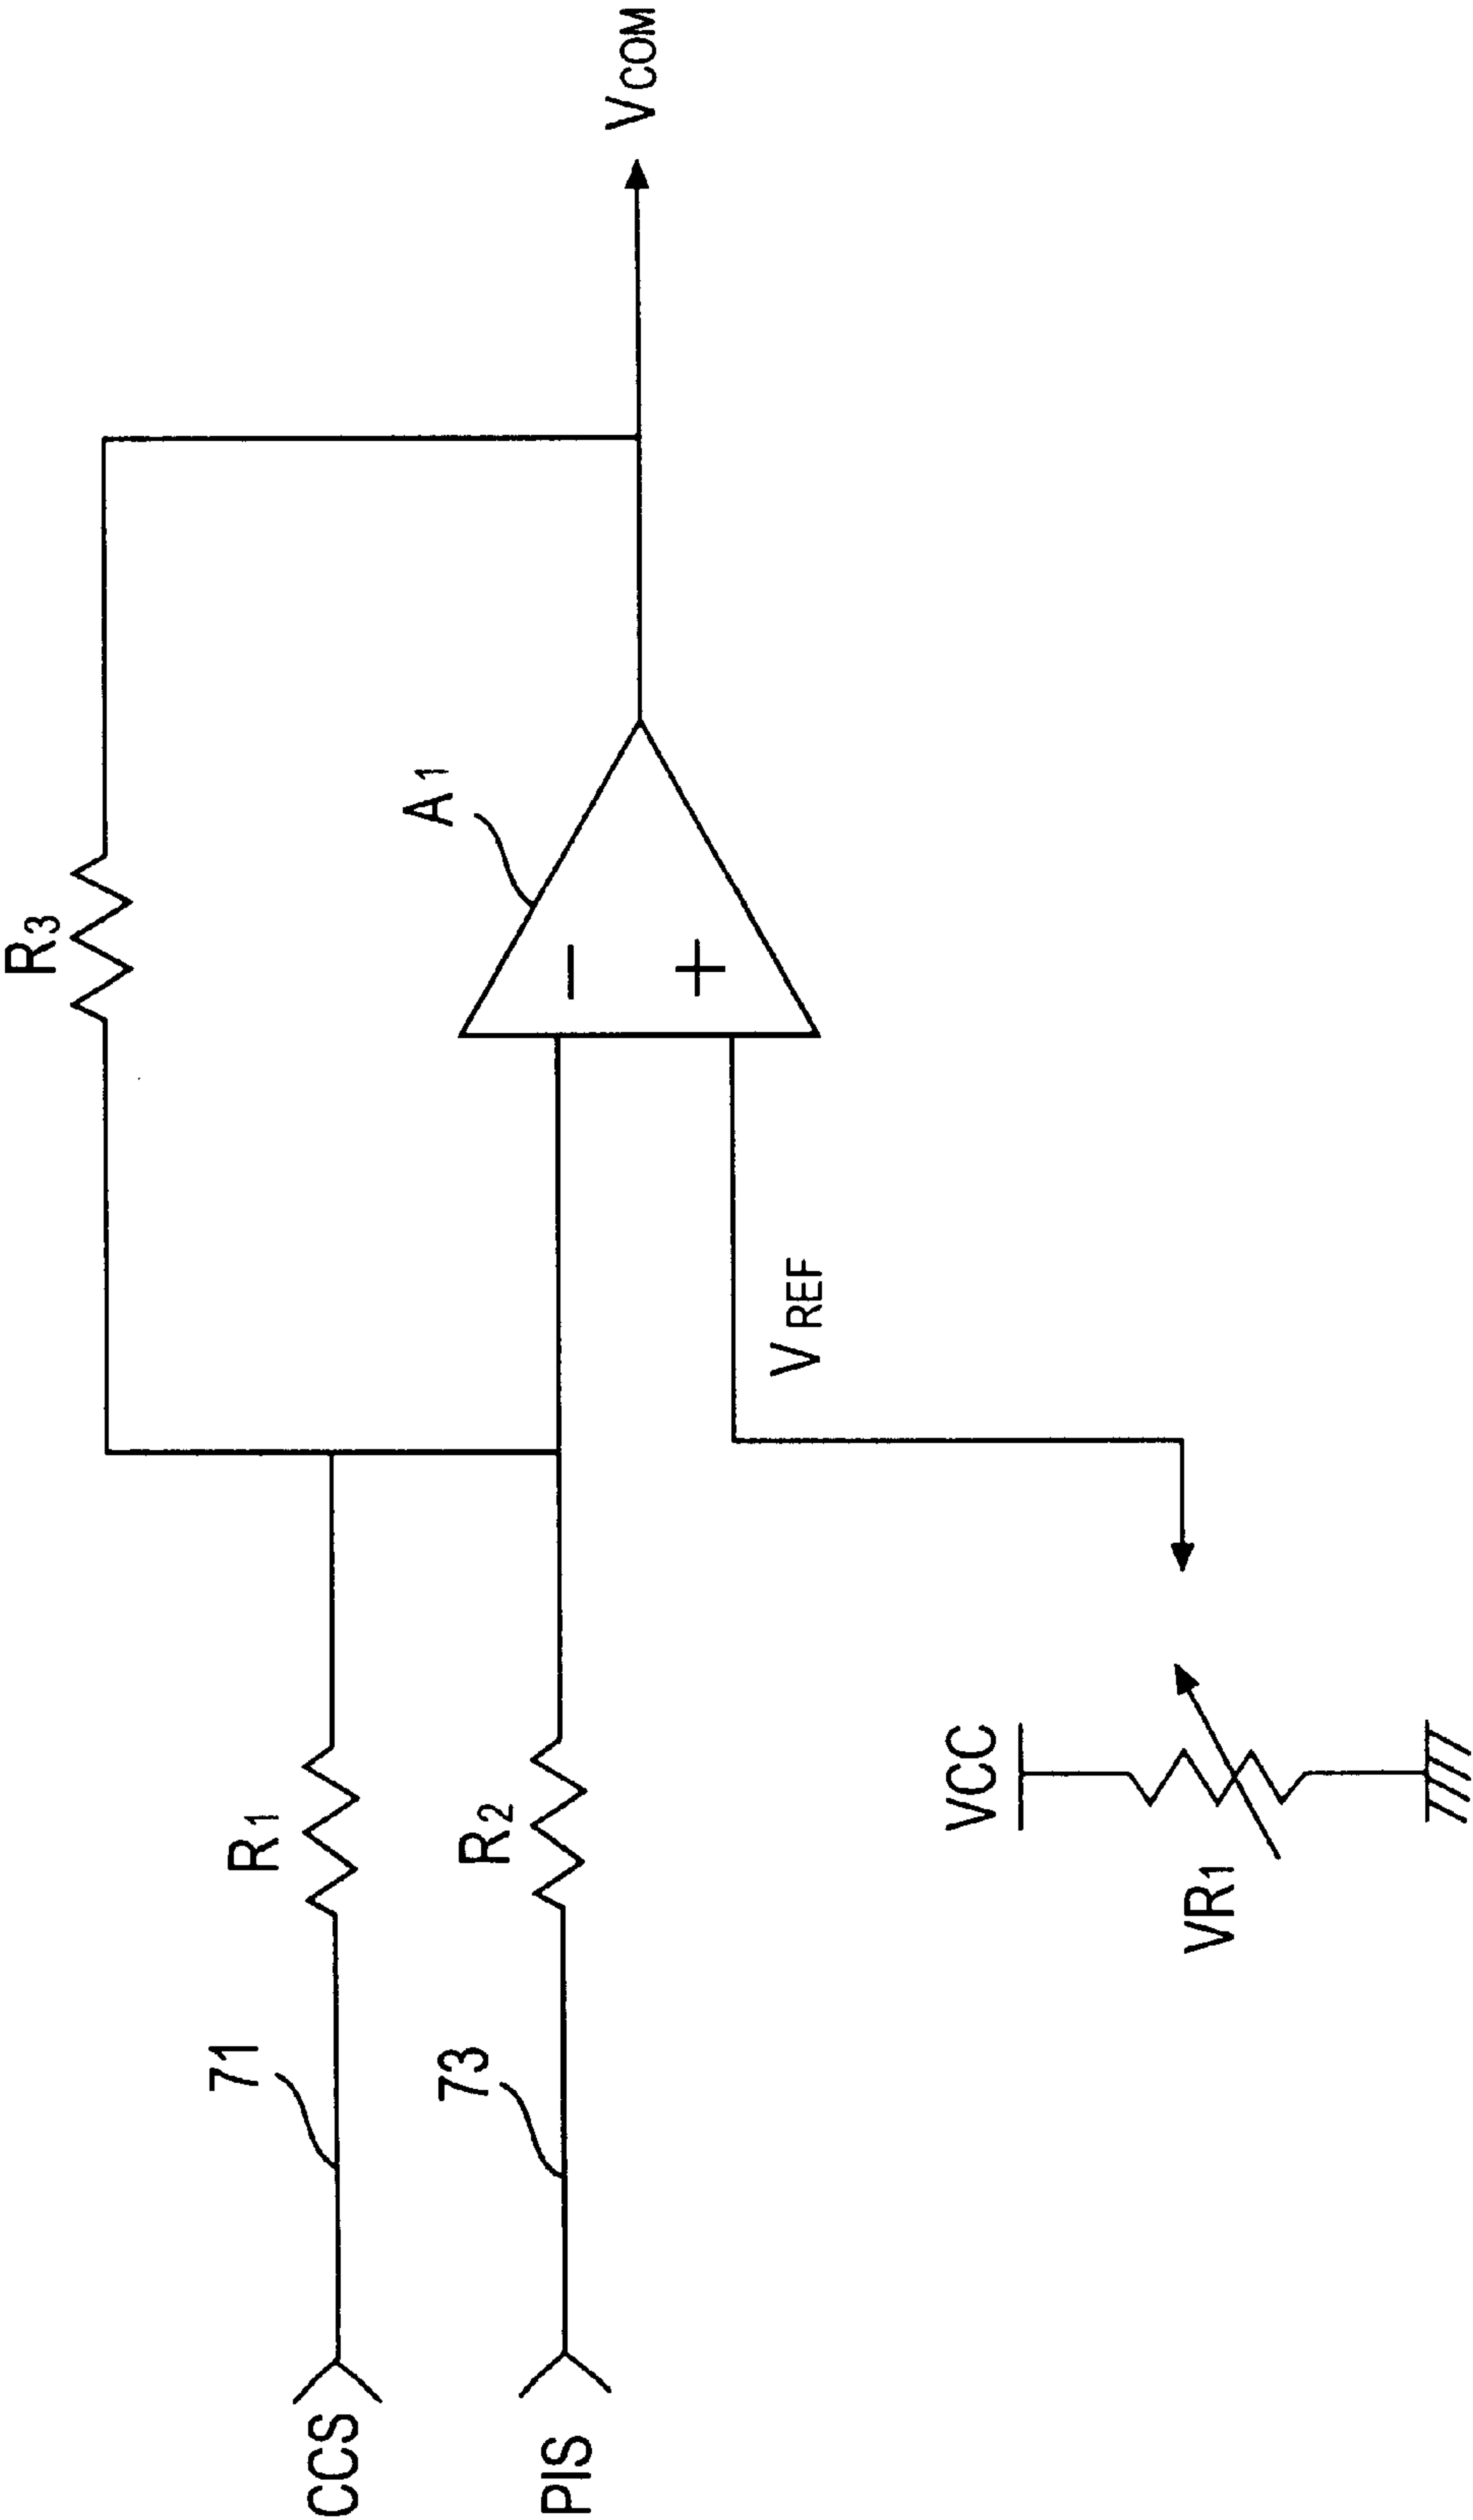 R3
A1
VCOM
R1
71
CCS
R2
73
PIS
VREF
VCC
VR1
−
+